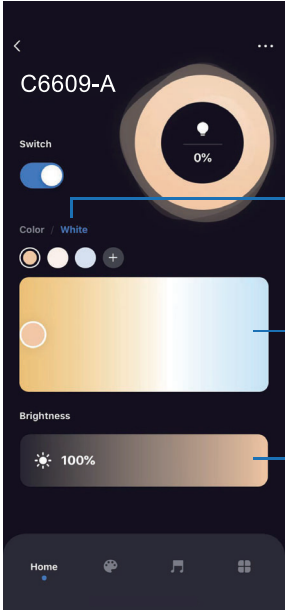 C6609-A
0%
Switch
Color / White
Brightness
100%
Home